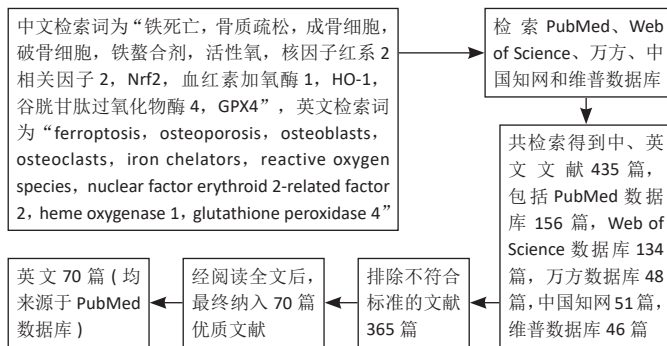 中文检索词为“铁死亡，骨质疏松，成骨细胞，
破骨细胞，铁螯合剂，活性氧，核因子红系 2
相关因子 2，Nrf2，血红素加氧酶 1，HO-1，
谷胱甘肽过氧化物酶 4，GPX4”，英文检索词
为“ferroptosis，osteoporosis，osteoblasts，
osteoclasts，iron chelators，reactive oxygen
species，nuclear factor erythroid 2-related factor
2，heme oxygenase 1，glutathione peroxidase 4”
检索 PubMed、Web
of Science、万方、中
国知网和维普数据库
共检索得到中、英
文文献 435 篇，
包括 PubMed 数据
库 156 篇，Web of
Science 数据库 134
篇，万方数据库 48
篇，中国知网 51 篇，
维普数据库 46 篇
排除不符合
标准的文献
365 篇
经阅读全文后，
最终纳入 70 篇
优质文献
英文 70 篇 ( 均
来源于 PubMed
数据库 )